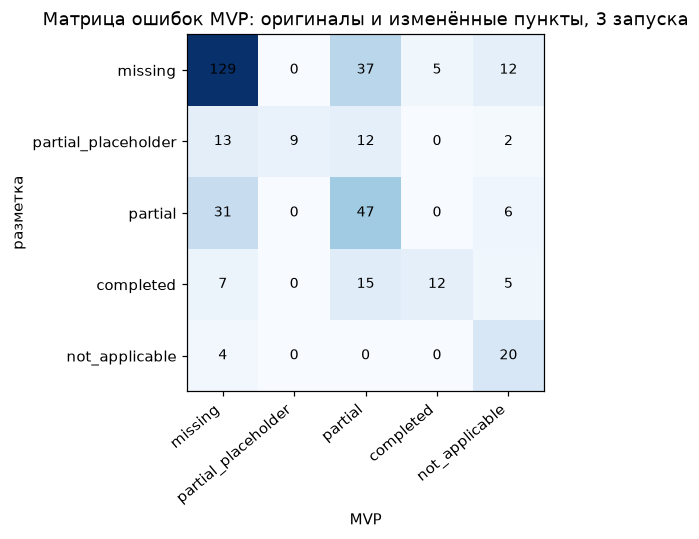 Матрица ошибок MVP: оригиналы и изменённые пункты, 3 запуска
missing 129 0 37 5 12
partial_placeholder 13 9 12 0 2
partial 31 0 47 0 6
completed 7 0 15 12 5
not_applicable 4 0 0 0 20
разметка
missing partial_placeholder partial completed not_applicable
MVP